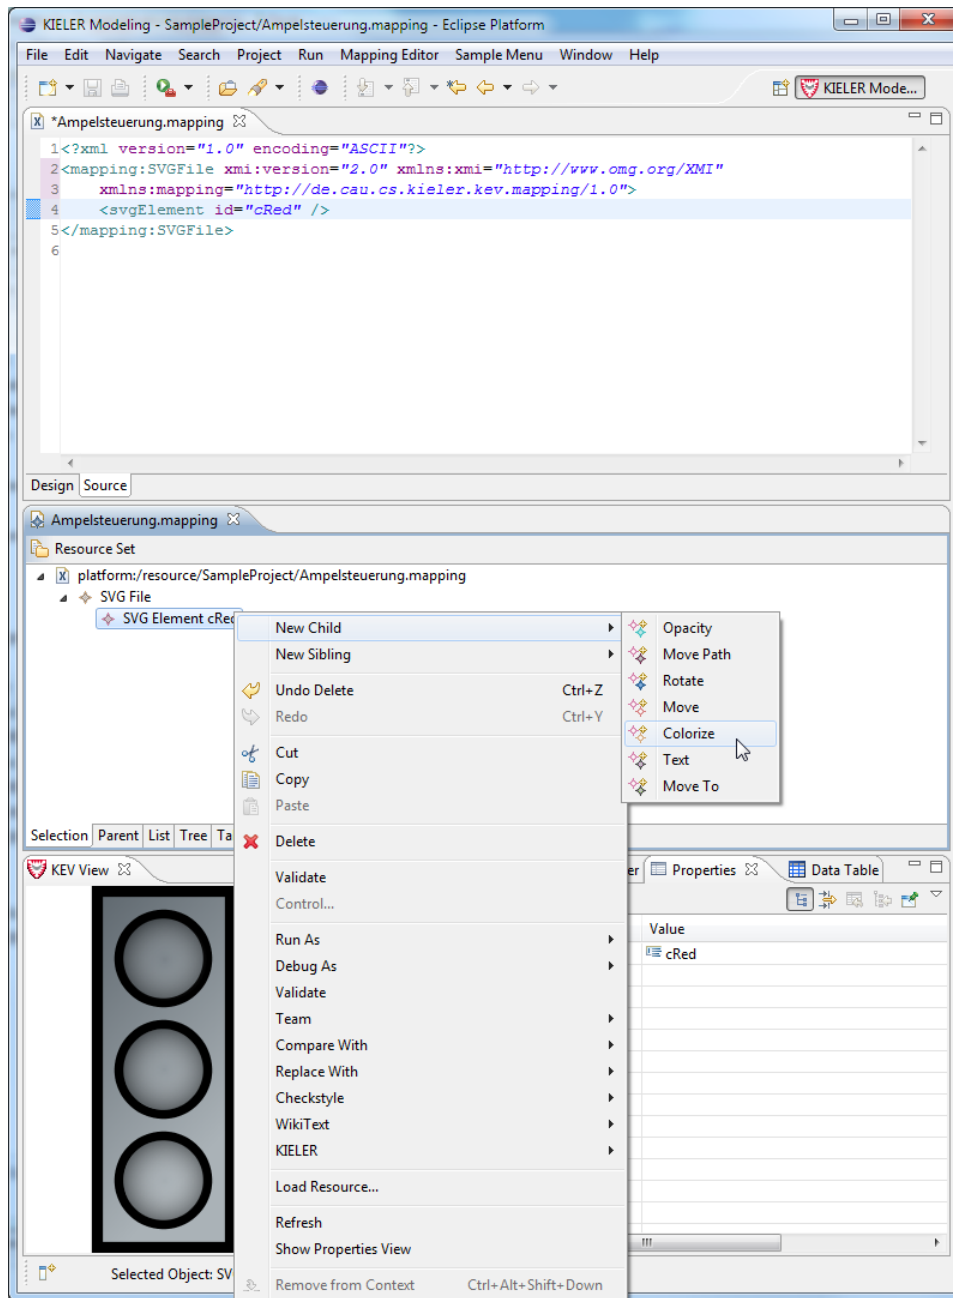 KIELER Modeling - SampleProject/Ampelsteuerung.mapping - Eclipse Platform
File Edit Navigate Search Project Run Mapping Editor Sample Menu Window Help
KIELER Mode...
*Ampelsteuerung.mapping
1 <?xml version="1.0" encoding="ASCII"?>
2 <mapping:SVGFile xmi:version="2.0" xmlns:xmi="http://www.omg.org/XMI"
3 xmlns:mapping="http://de.cau.cs.kieler.kev.mapping/1.0">
4 <svgElement id="cRed" />
5 </mapping:SVGFile>
6
Design Source
Ampelsteuerung.mapping
Resource Set
platform:/resource/SampleProject/Ampelsteuerung.mapping
SVG File
SVG Element cRed
New Child
New Sibling
Undo Delete Ctrl+Z
Redo Ctrl+Y
Cut
Copy
Paste
Delete
Validate
Control...
Run As
Debug As
Validate
Team
Compare With
Replace With
Checkstyle
WikiText
KIELER
Load Resource...
Refresh
Show Properties View
Remove from Context Ctrl+Alt+Shift+Down
Opacity
Move Path
Rotate
Move
Colorize
Text
Move To
Selection Parent List Tree Ta
KEV View
er Properties Data Table
Value
cRed
Selected Object: SV